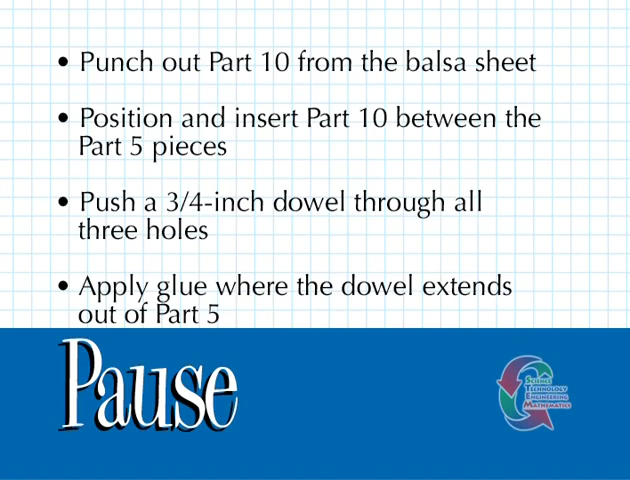 • Punch out Part 10 from the balsa sheet
• Position and insert Part 10 between the
Part 5 pieces
• Push a 3/4-inch dowel through all
three holes
• Apply glue where the dowel extends
out of Part 5
Pause
Science
Technology
Engineering
Mathematics